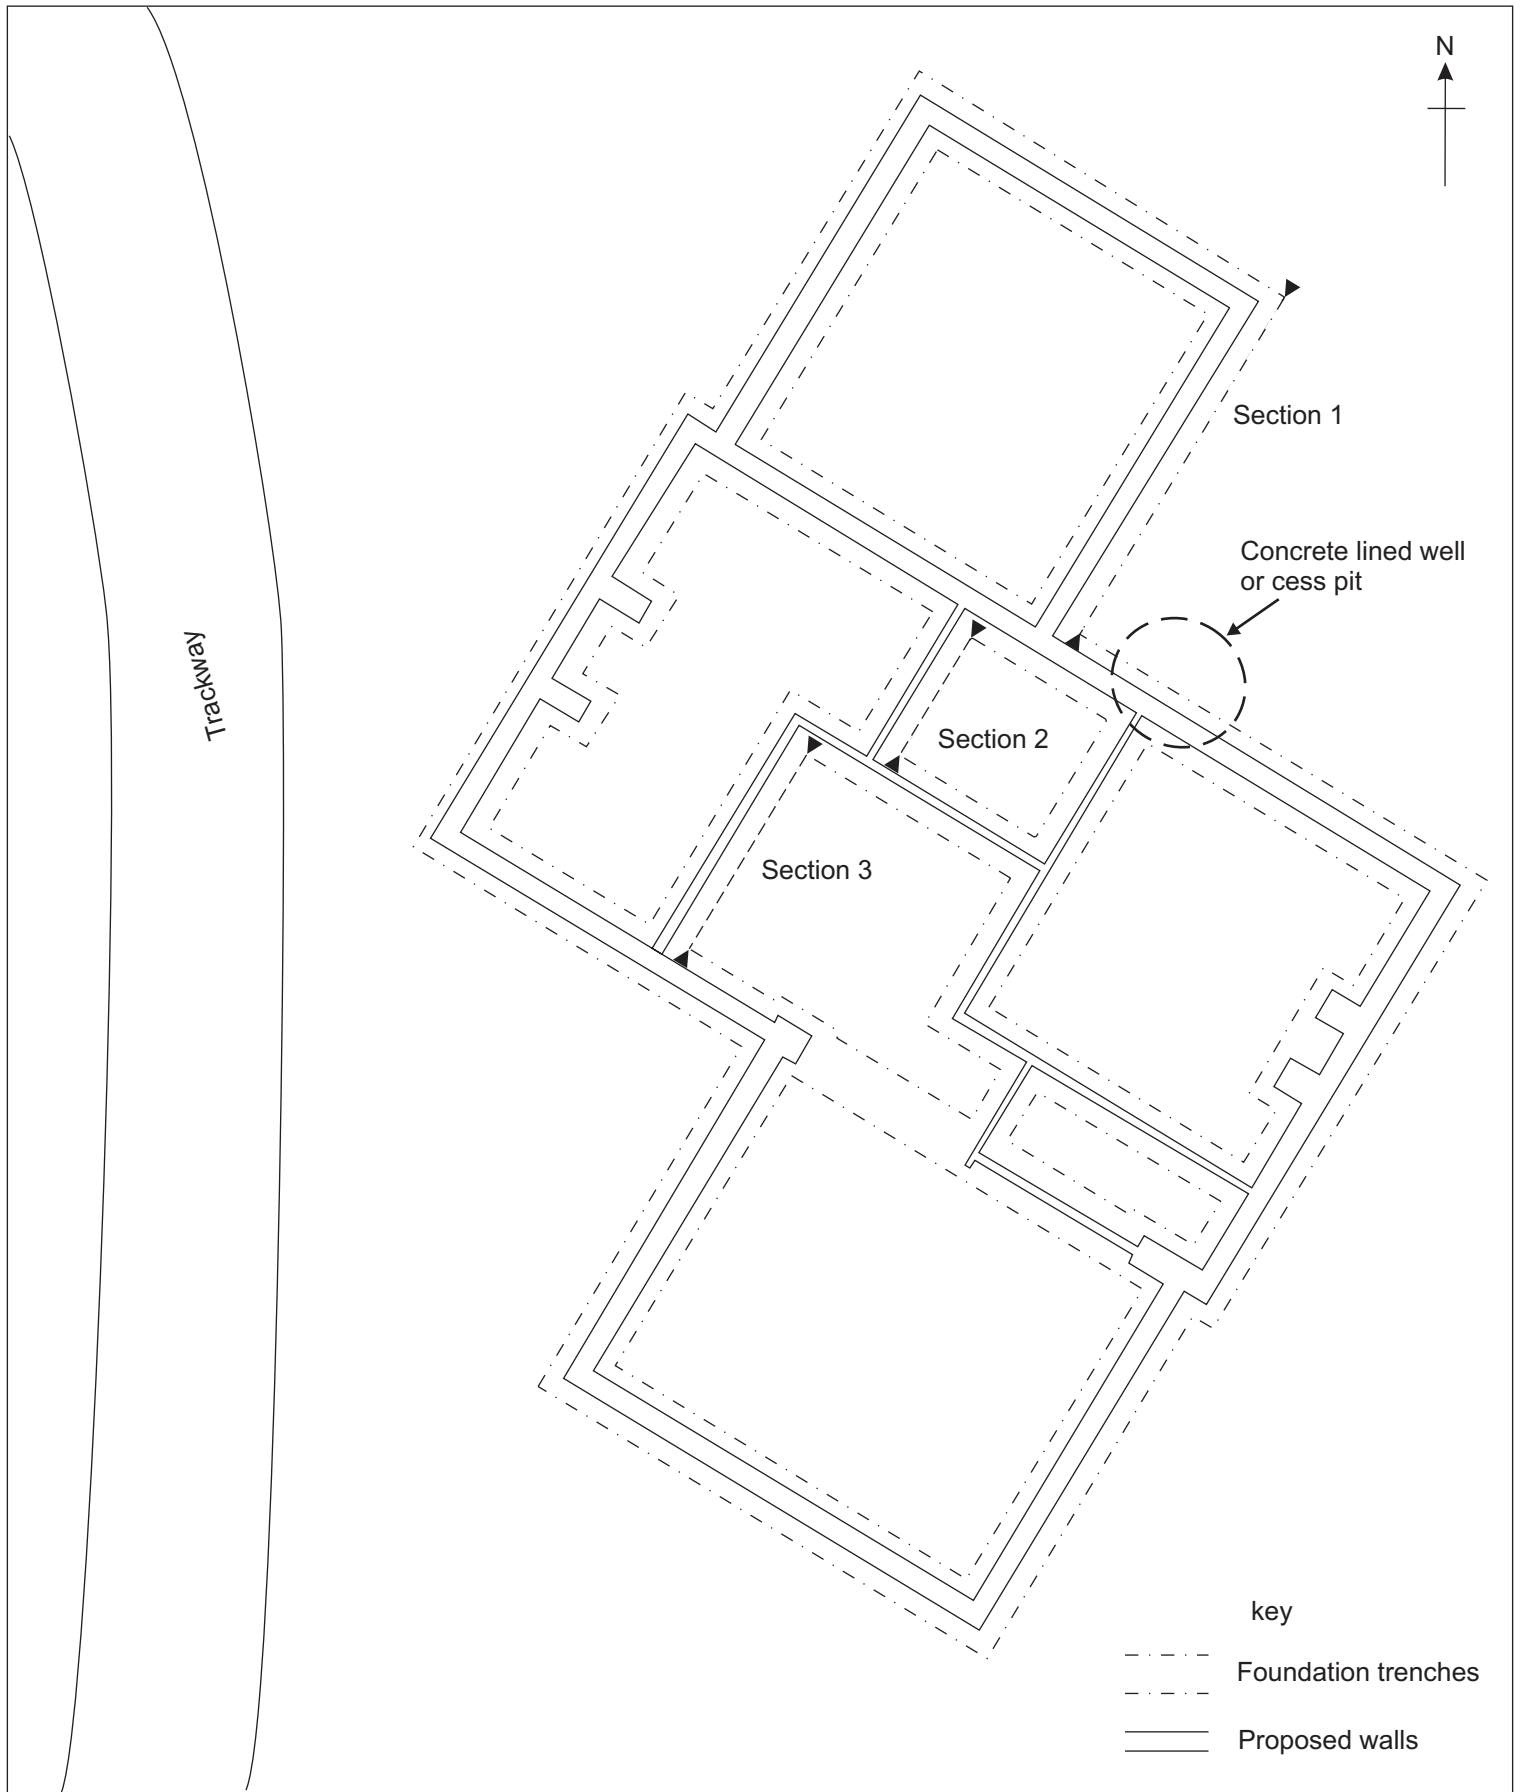 N
Section 1
Concrete lined well
or cess pit
Trackway
Section 2
Section 3
key
Foundation trenches
Proposed walls